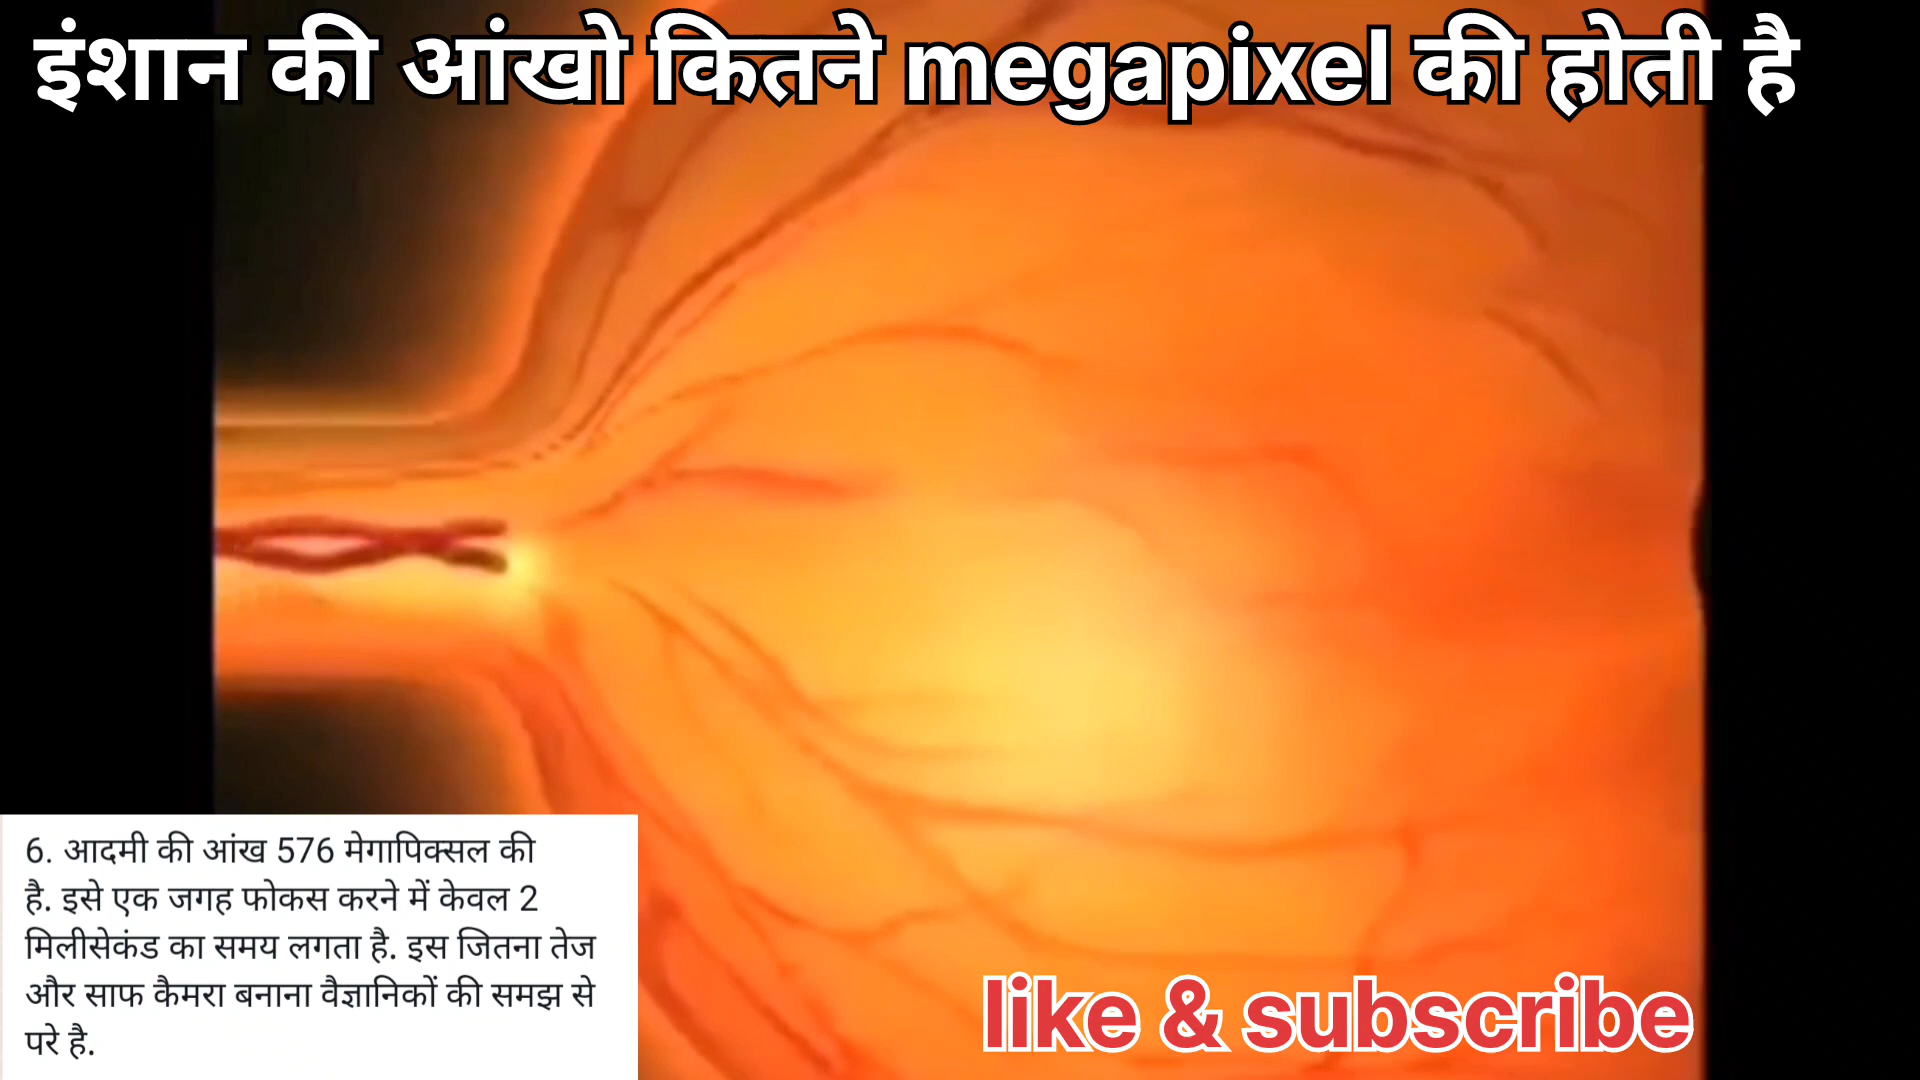 इंशान की आंखो कितने megapixel की होती है
6. आदमी की आंख 576 मेगापिक्सल की
है. इसे एक जगह फोकस करने में केवल 2
मिलीसेकंड का समय लगता है. इस जितना तेज
और साफ कैमरा बनाना वैज्ञानिकों की समझ से
परे है.
like & subscribe